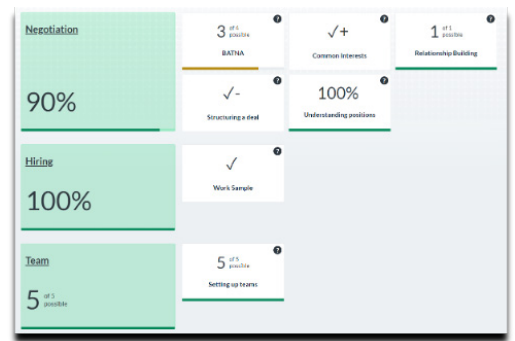 Negotiation
90%
3 of 4 possible
BATNA
✓+
Common Interests
1 of 1 possible
Relationship Building
✓-
Structuring a deal
100%
Understanding positions
Hiring
100%
✓
Work Sample
Team
5 of 5 possible
5 of 5 possible
Setting up teams